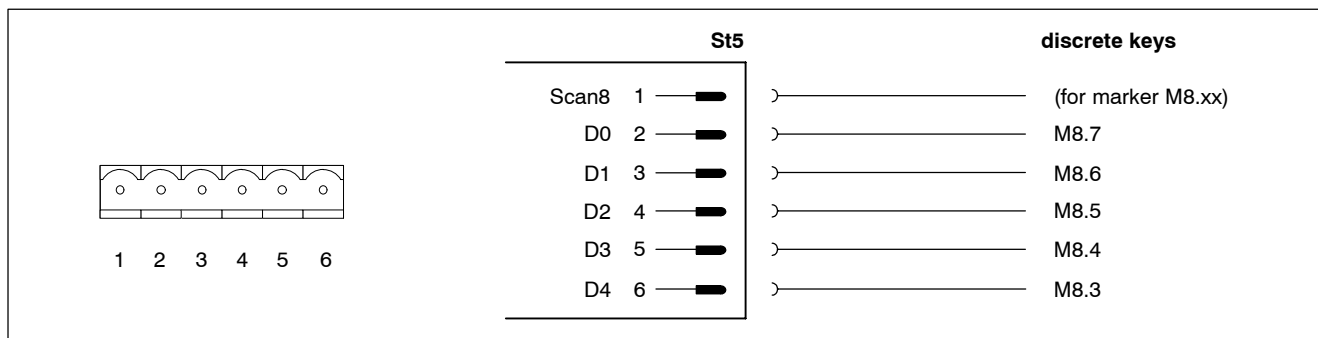 St5 discrete keys
Scan8 1 (for marker M8.xx)
D0 2 M8.7
D1 3 M8.6
D2 4 M8.5
D3 5 M8.4
D4 6 M8.3
1 2 3 4 5 6